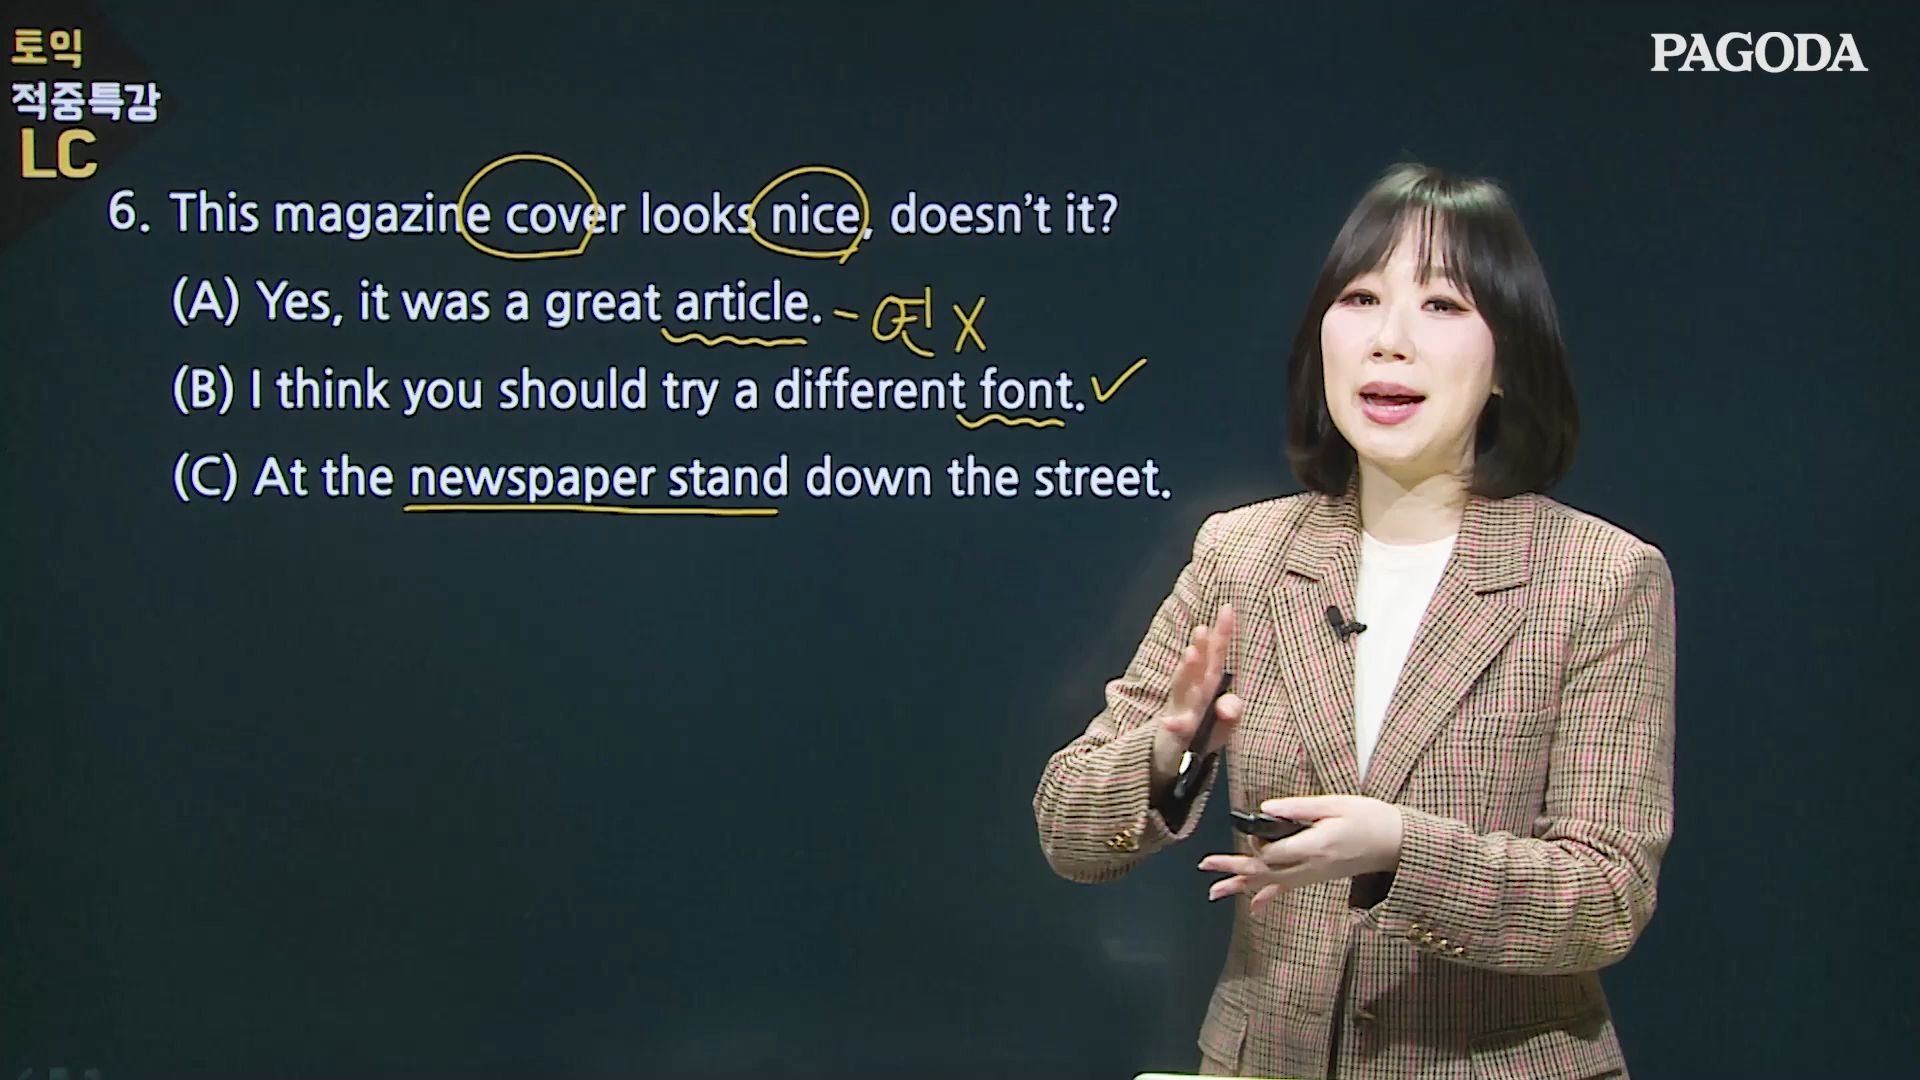 토익
적중특강
LC
PAGODA
6. This magazine cover looks nice, doesn't it?
(A) Yes, it was a great article. - 연 X
(B) I think you should try a different font. ✓
(C) At the newspaper stand down the street.